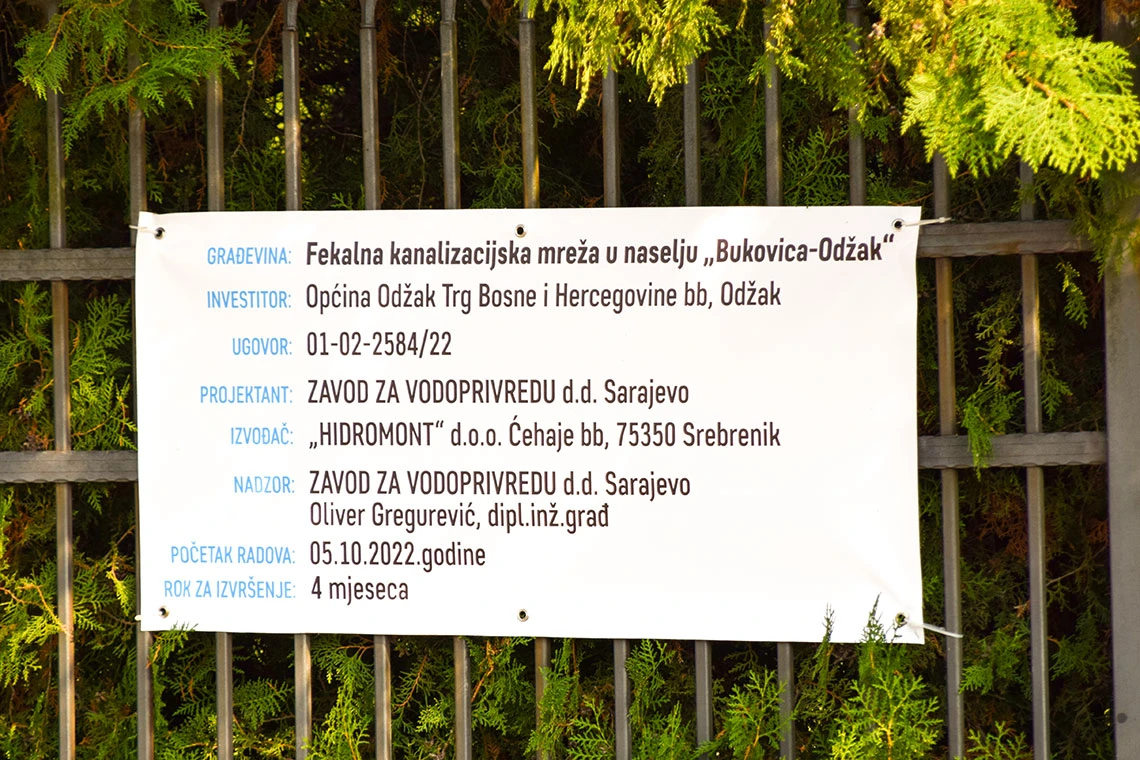 GRAĐEVINA: Fekalna kanalizacijska mreža u naselju „Bukovica-Odžak“
INVESTITOR: Općina Odžak Trg Bosne i Hercegovine bb, Odžak
UGOVOR: 01-02-2584/22
PROJEKTANT: ZAVOD ZA VODOPRIVREDU d.d. Sarajevo
IZVOĐAČ: „HIDROMONT“ d.o.o. Ćehaje bb, 75350 Srebrenik
NADZOR: ZAVOD ZA VODOPRIVREDU d.d. Sarajevo
Oliver Gregurević, dipl.inž.građ
POČETAK RADOVA: 05.10.2022.godine
ROK ZA IZVRŠENJE: 4 mjeseca